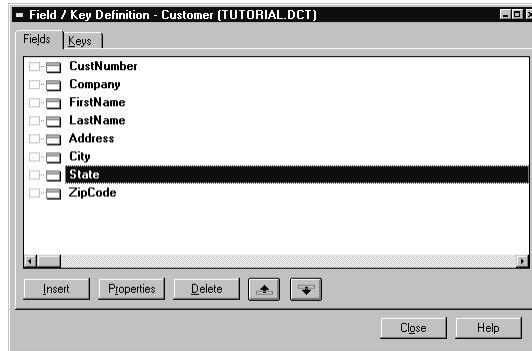 Field / Key Definition - Customer (TUTORIAL.DCT)
Fields Keys
CustNumber
Company
FirstName
LastName
Address
City
State
ZipCode
Insert Properties Delete
Close Help